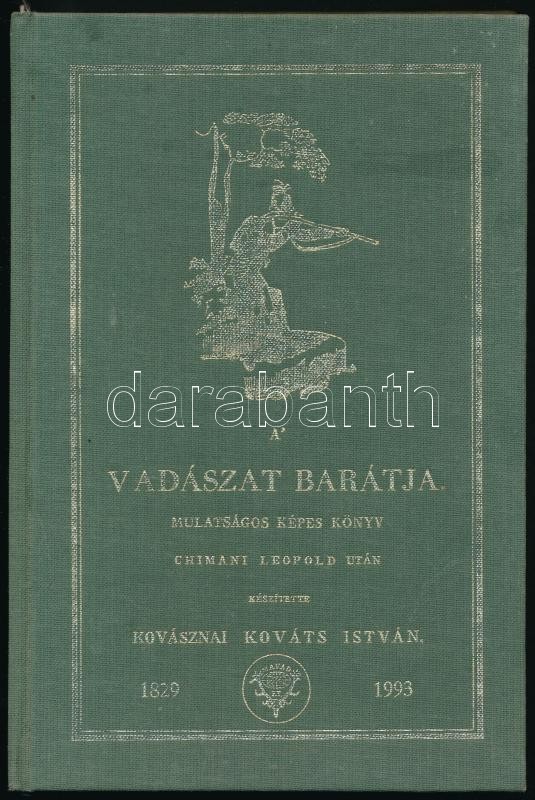 darabanth
A'
VADÁSZAT BARÁTJA.
MULATSÁGOS KÉPES KÖNYV
CHIMANI LEOPOLD UTÁN
KÉSZÍTETTE
KOVÁSZNAI KOVÁTS ISTVÁN.
1829 1993